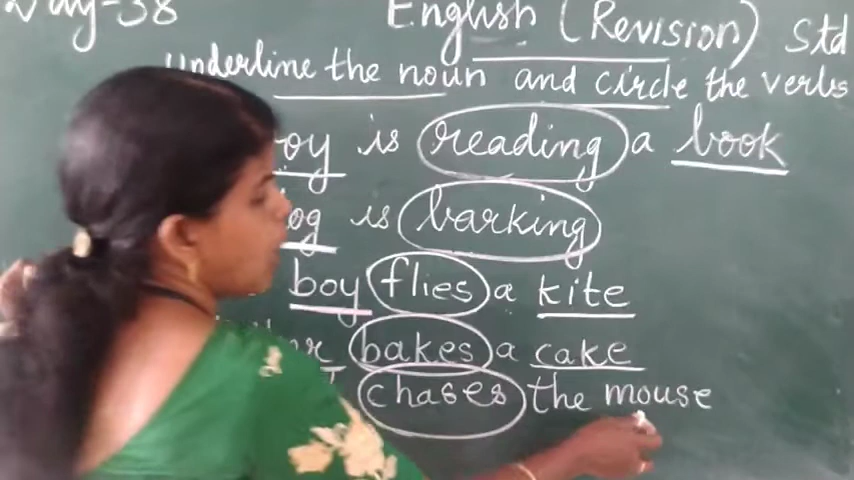 Day-38 English (Revision) Std
underline the noun and circle the verbs
oy is reading a book
og is barking
boy flies a kite
bakes a cake
chases the mouse